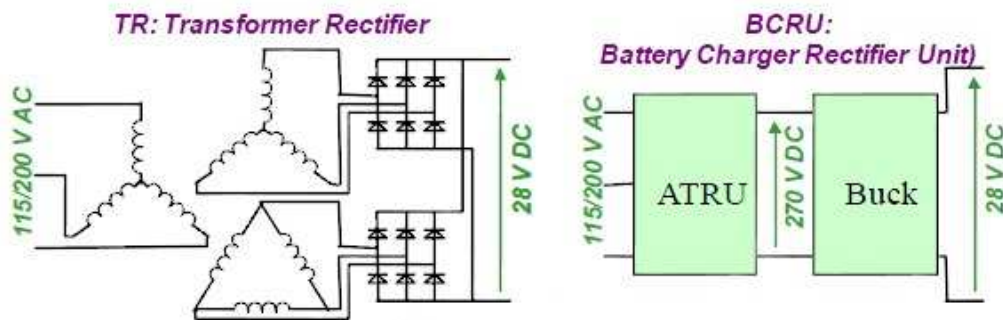 TR: Transformer Rectifier
115/200 V AC
28 V DC
BCRU:
Battery Charger Rectifier Unit)
115/200 V AC
ATRU
270 V DC
Buck
28 V DC